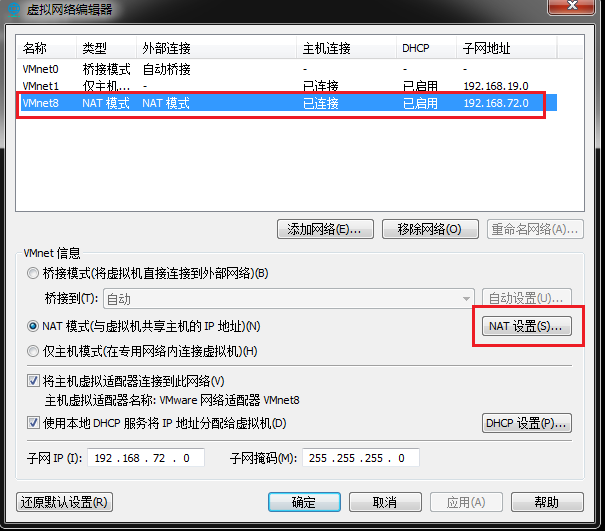 虚拟网络编辑器
名称 类型 外部连接 主机连接 DHCP 子网地址
VMnet0 桥接模式 自动桥接 - - -
VMnet1 仅主机... - 已连接 已启用 192.168.19.0
VMnet8 NAT 模式 NAT 模式 已连接 已启用 192.168.72.0
添加网络(E)... 移除网络(O) 重命名网络(A)...
VMnet 信息
桥接模式(将虚拟机直接连接到外部网络)(B)
桥接到(T): 自动 自动设置(U)...
NAT 模式(与虚拟机共享主机的 IP 地址)(N) NAT 设置(S)...
仅主机模式(在专用网络内连接虚拟机)(H)
将主机虚拟适配器连接到此网络(V)
主机虚拟适配器名称: VMware 网络适配器 VMnet8
使用本地 DHCP 服务将 IP 地址分配给虚拟机(D) DHCP 设置(P)...
子网 IP (I): 192 .168 . 72 . 0 子网掩码(M): 255 .255 .255 . 0
还原默认设置(R) 确定 取消 应用(A) 帮助